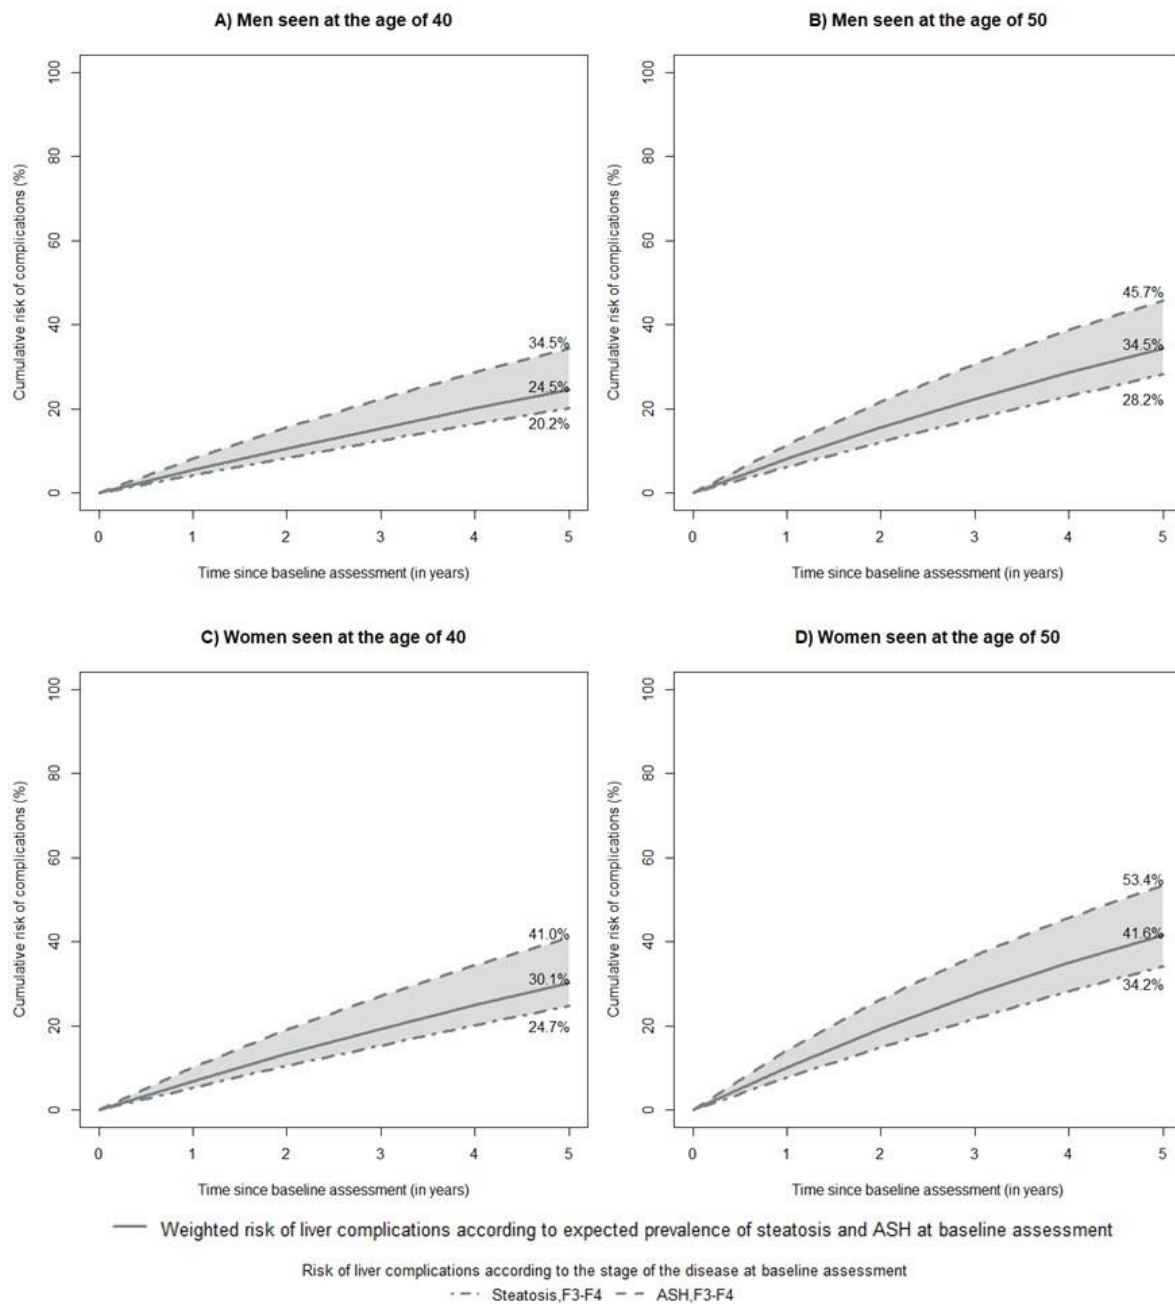 A) Men seen at the age of 40
Cumulative risk of complications (%)
100
80
60
40
20
0
34.5%
24.5%
20.2%
0 1 2 3 4 5
Time since baseline assessment (in years)
B) Men seen at the age of 50
Cumulative risk of complications (%)
100
80
60
40
20
0
45.7%
34.5%
28.2%
0 1 2 3 4 5
Time since baseline assessment (in years)
C) Women seen at the age of 40
Cumulative risk of complications (%)
100
80
60
40
20
0
41.0%
30.1%
24.7%
0 1 2 3 4 5
Time since baseline assessment (in years)
D) Women seen at the age of 50
Cumulative risk of complications (%)
100
80
60
40
20
0
53.4%
41.6%
34.2%
0 1 2 3 4 5
Time since baseline assessment (in years)
Weighted risk of liver complications according to expected prevalence of steatosis and ASH at baseline assessment
Risk of liver complications according to the stage of the disease at baseline assessment
Steatosis,F3-F4 ASH,F3-F4